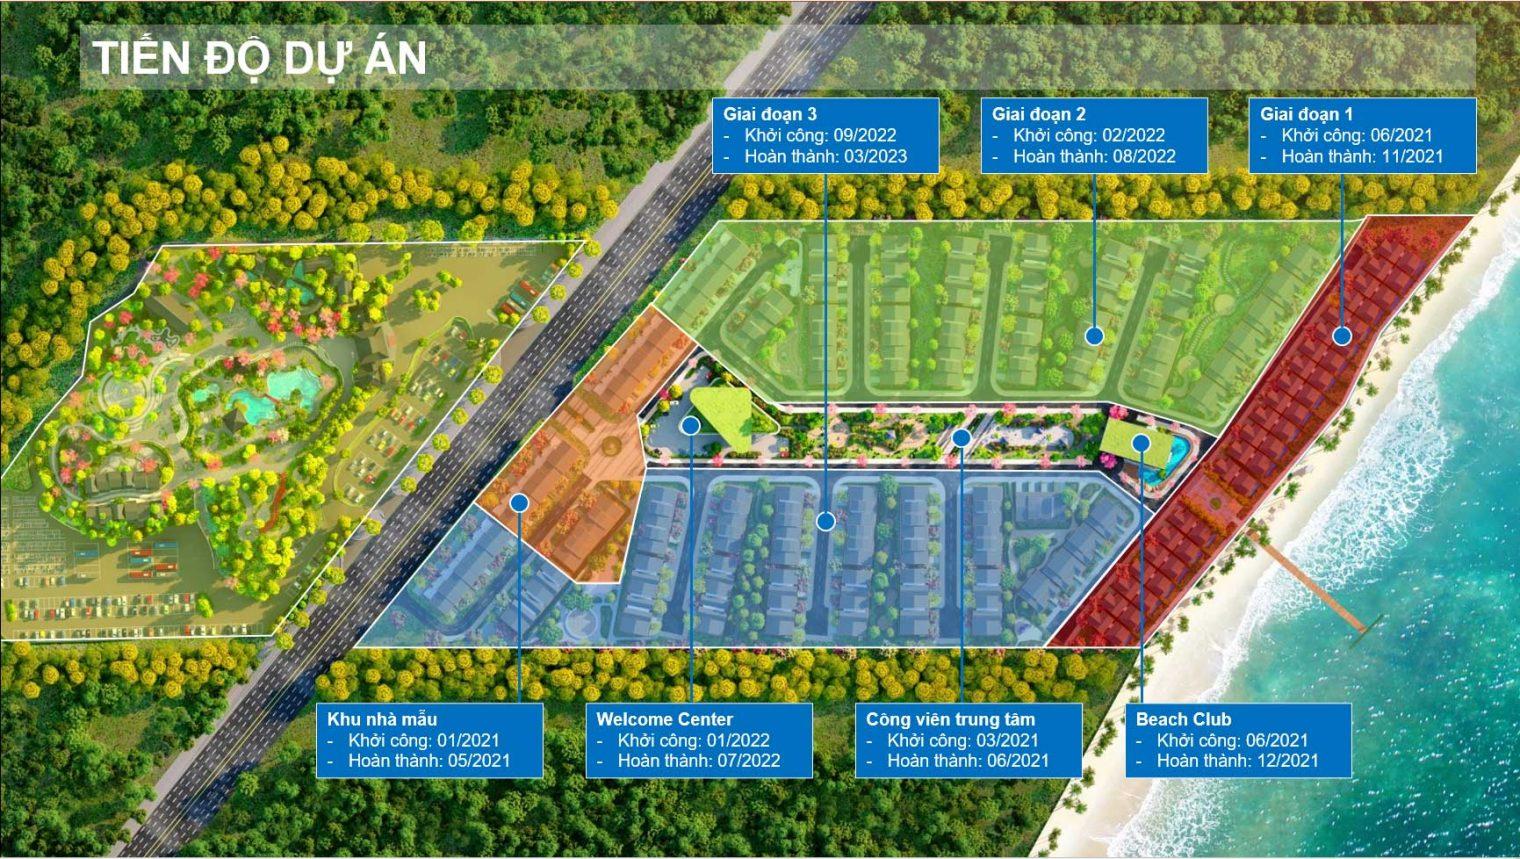 TIẾN ĐỘ DỰ ÁN
Giai đoạn 3
- Khởi công: 09/2022
- Hoàn thành: 03/2023
Giai đoạn 2
- Khởi công: 02/2022
- Hoàn thành: 08/2022
Giai đoạn 1
- Khởi công: 06/2021
- Hoàn thành: 11/2021
Khu nhà mẫu
- Khởi công: 01/2021
- Hoàn thành: 05/2021
Welcome Center
- Khởi công: 01/2022
- Hoàn thành: 07/2022
Công viên trung tâm
- Khởi công: 03/2021
- Hoàn thành: 06/2021
Beach Club
- Khởi công: 06/2021
- Hoàn thành: 12/2021